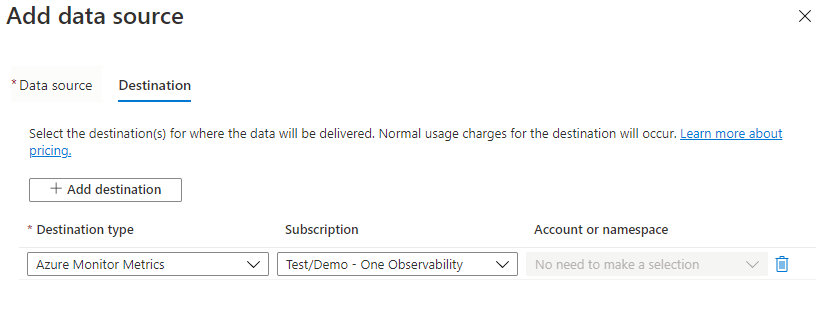 Add data source
* Data source
Destination
Select the destination(s) for where the data will be delivered. Normal usage charges for the destination will occur. Learn more about
pricing.
+ Add destination
* Destination type
Subscription
Account or namespace
Azure Monitor Metrics
Test/Demo - One Observability
No need to make a selection